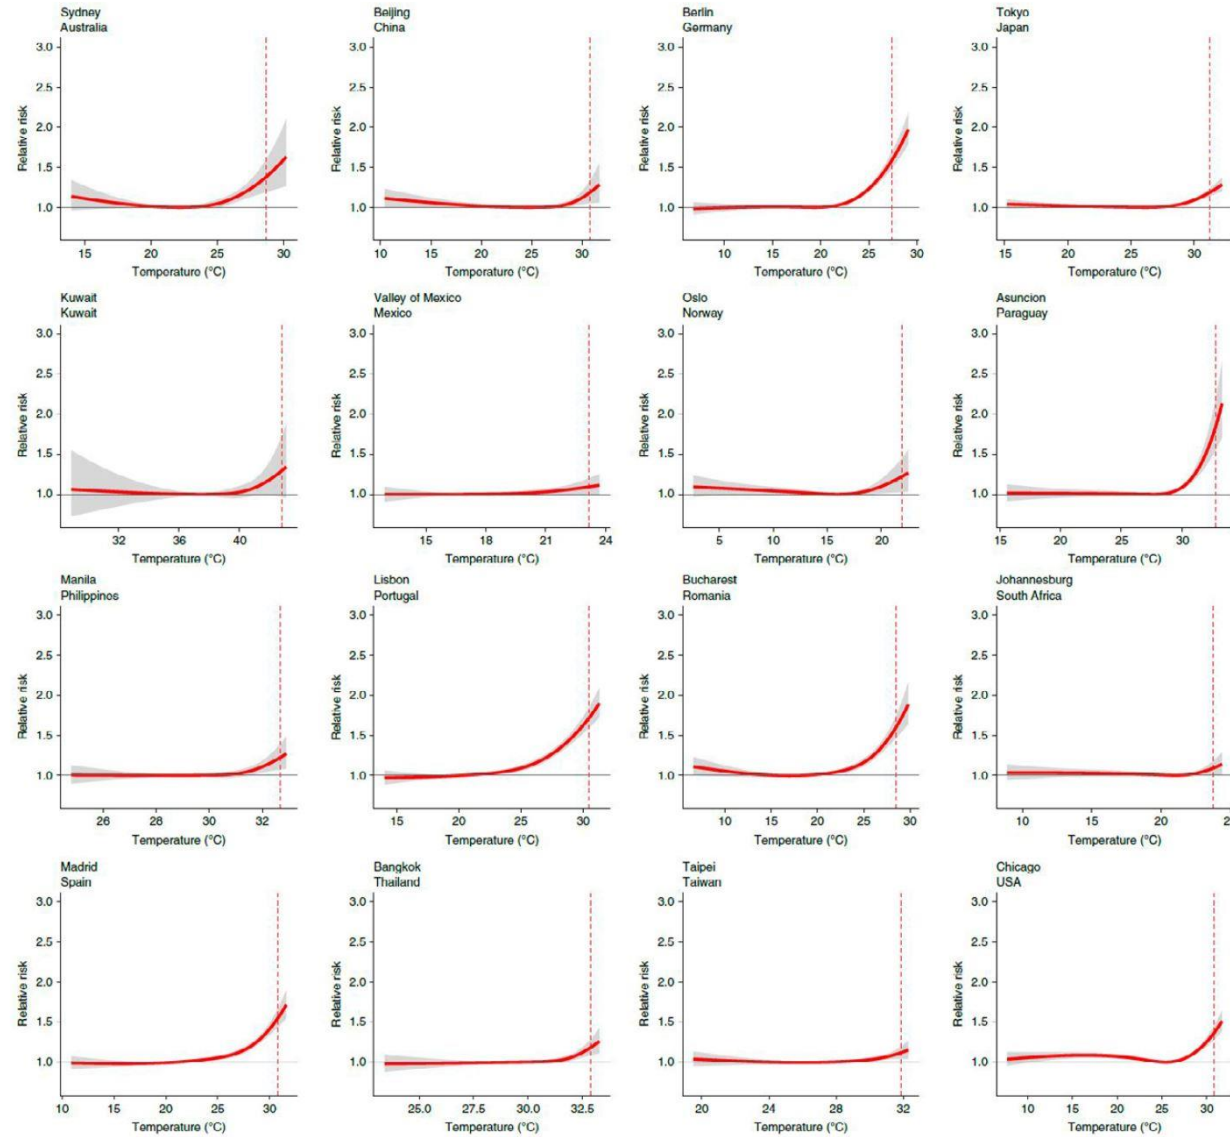 Sydney
Australia
3.0
2.5
2.0
1.5
1.0
Relative risk
15 20 25 30
Temperature (°C)
Beijing
China
3.0
2.5
2.0
1.5
1.0
Relative risk
10 15 20 25 30
Temperature (°C)
Berlin
Germany
3.0
2.5
2.0
1.5
1.0
Relative risk
10 15 20 25
Temperature (°C)
Tokyo
Japan
3.0
2.5
2.0
1.5
1.0
Relative risk
15 20 25 30
Temperature (°C)
Kuwait
Kuwait
3.0
2.5
2.0
1.5
1.0
Relative risk
32 36 40
Temperature (°C)
Valley of Mexico
Mexico
3.0
2.5
2.0
1.5
1.0
Relative risk
15 18 21 24
Temperature (°C)
Oslo
Norway
3.0
2.5
2.0
1.5
1.0
Relative risk
5 10 15 20
Temperature (°C)
Asuncion
Paraguay
3.0
2.5
2.0
1.5
1.0
Relative risk
15 20 25 30
Temperature (°C)
Manila
Philippines
3.0
2.5
2.0
1.5
1.0
Relative risk
26 28 30 32
Temperature (°C)
Lisbon
Portugal
3.0
2.5
2.0
1.5
1.0
Relative risk
15 20 25 30
Temperature (°C)
Bucharest
Romania
3.0
2.5
2.0
1.5
1.0
Relative risk
10 15 20 25 30
Temperature (°C)
Johannesburg
South Africa
3.0
2.5
2.0
1.5
1.0
Relative risk
10 15 20
Temperature (°C)
Madrid
Spain
3.0
2.5
2.0
1.5
1.0
Relative risk
10 15 20 25 30
Temperature (°C)
Bangkok
Thailand
3.0
2.5
2.0
1.5
1.0
Relative risk
25.0 27.5 30.0 32.5
Temperature (°C)
Taipei
Taiwan
3.0
2.5
2.0
1.5
1.0
Relative risk
20 24 28 32
Temperature (°C)
Chicago
USA
3.0
2.5
2.0
1.5
1.0
Relative risk
10 15 20 25 30
Temperature (°C)